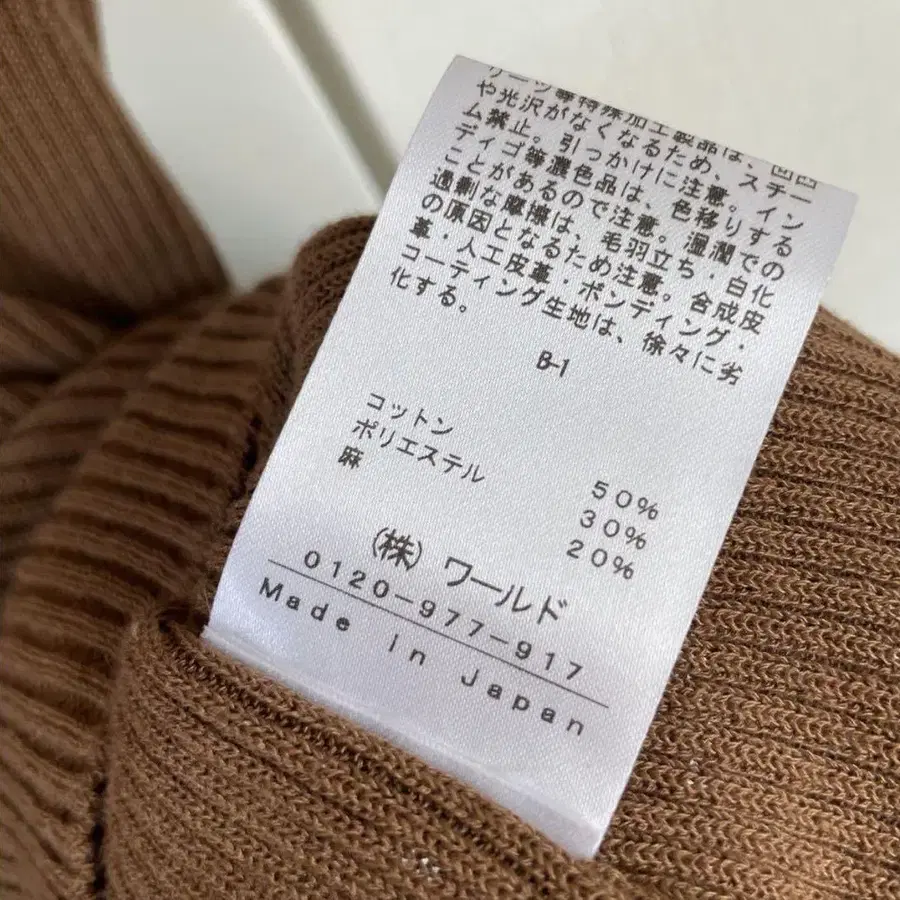 リーツ等特殊加工製品は、凹凸
や光沢がなくなるため、スチー
ム禁止。引っかけに注意。イン
ディゴ等濃色品は、色移りする
ことがあるので注意。湿潤での
過剰な摩擦は、毛羽立ち・白化
の原因となるため注意。合成皮
革・人工皮革・ボンディング・
コーティング生地は、徐々に劣
化する。
B-1
コットン 50%
ポリエステル 30%
麻 20%
(株)ワールド
0120-977-917
Made in Japan